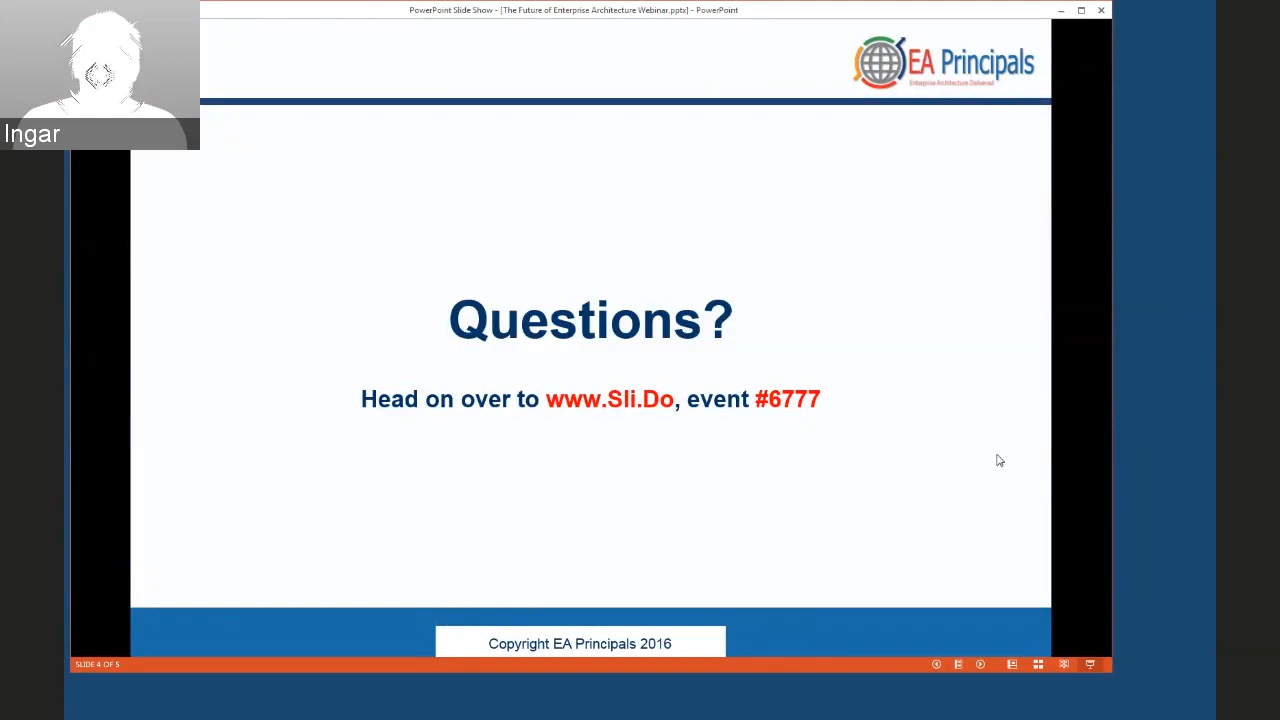 PowerPoint Slide Show - [The Future of Enterprise Architecture Webinar.pptx] - PowerPoint
EA Principals
Enterprise Architecture Delivered
Ingar
Questions?
Head on over to www.Sli.Do, event #6777
Copyright EA Principals 2016
SLIDE 4 OF 5